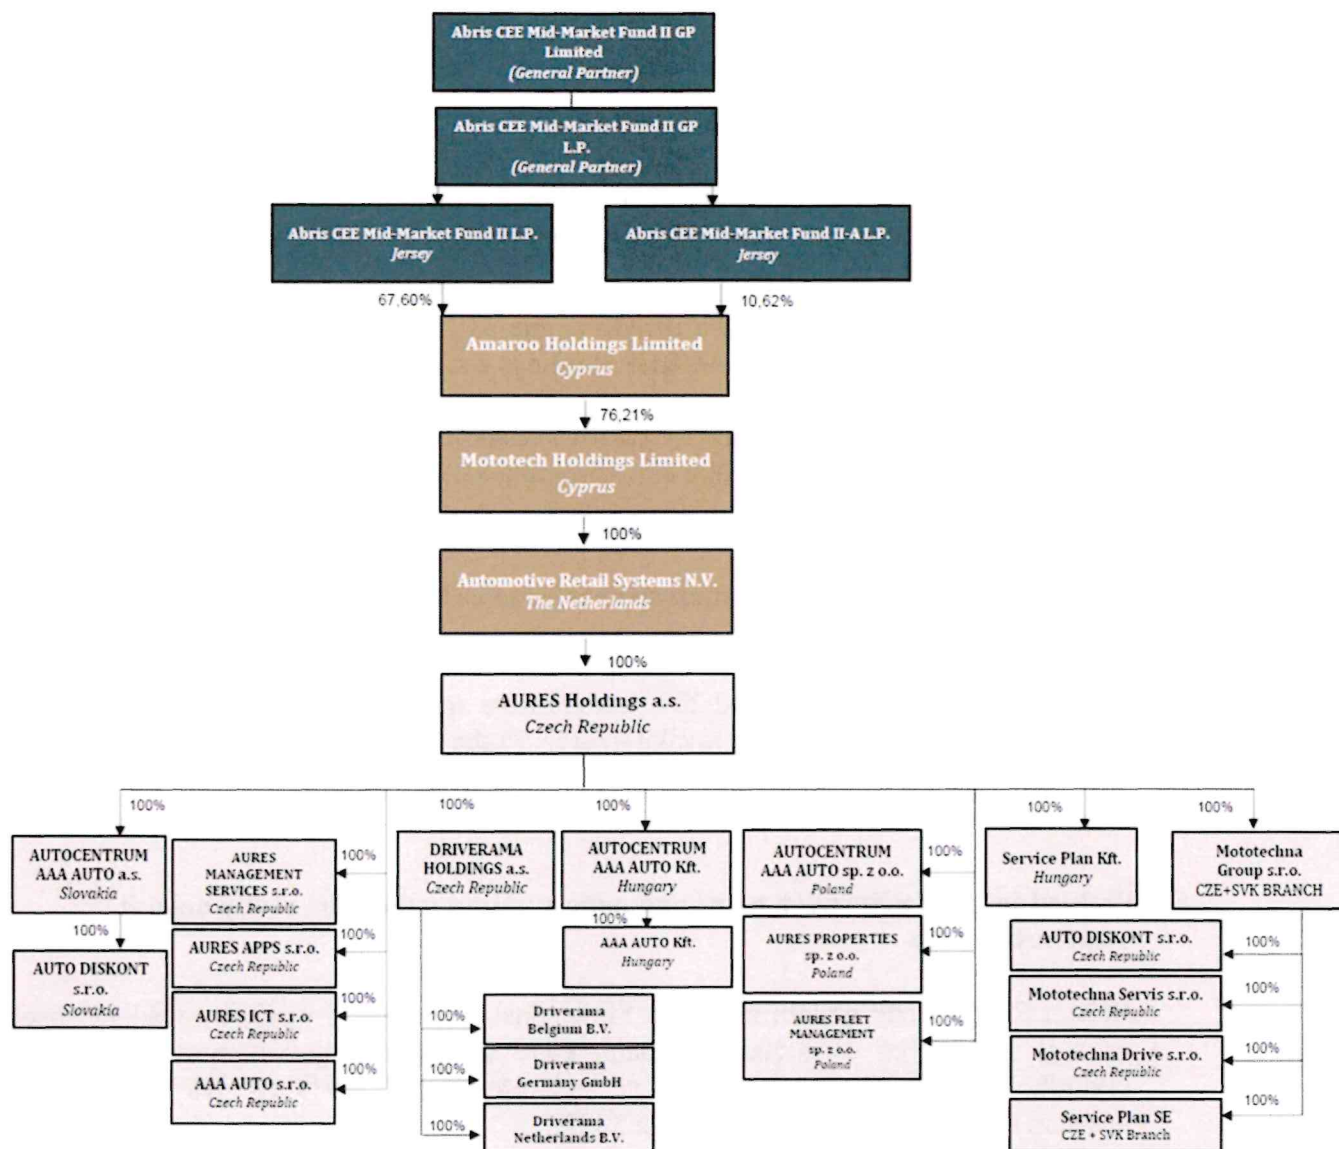 Abris CEE Mid-Market Fund II GP
Limited
(General Partner)
Abris CEE Mid-Market Fund II GP
L.P.
(General Partner)
Abris CEE Mid-Market Fund II L.P.
Jersey
Abris CEE Mid-Market Fund II-A L.P.
Jersey
67,60%
10,62%
Amaroo Holdings Limited
Cyprus
76,21%
Mototech Holdings Limited
Cyprus
100%
Automotive Retail Systems N.V.
The Netherlands
100%
AURES Holdings a.s.
Czech Republic
100%
100%
100%
100%
100%
100%
AUTOCENTRUM
AAA AUTO a.s.
Slovakia
100%
AUTO DISKONT
s.r.o.
Slovakia
AURES
MANAGEMENT
SERVICES s.r.o.
Czech Republic
100%
AURES APPS s.r.o.
Czech Republic
100%
AURES ICT s.r.o.
Czech Republic
100%
AAA AUTO s.r.o.
Czech Republic
100%
DRIVERAMA
HOLDINGS a.s.
Czech Republic
100%
Driverama
Belgium B.V.
100%
Driverama
Germany GmbH
100%
Driverama
Netherlands B.V.
AUTOCENTRUM
AAA AUTO Kft.
Hungary
100%
AAA AUTO Kft.
Hungary
AUTOCENTRUM
AAA AUTO sp. z o.o.
Poland
100%
AURES PROPERTIES
sp. z o.o.
Poland
100%
AURES FLEET
MANAGEMENT
sp. z o.o.
Poland
100%
Service Plan Kft.
Hungary
Mototechna
Group s.r.o.
CZE+SVK BRANCH
AUTO DISKONT s.r.o.
Czech Republic
100%
Mototechna Servis s.r.o.
Czech Republic
100%
Mototechna Drive s.r.o.
Czech Republic
100%
Service Plan SE
CZE + SVK Branch
100%